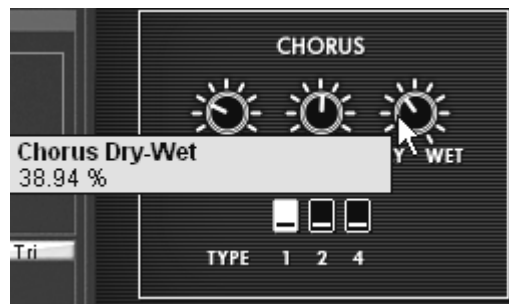 CHORUS
Chorus Dry-Wet
38.94 %
Y WET
Tri
TYPE 1 2 4